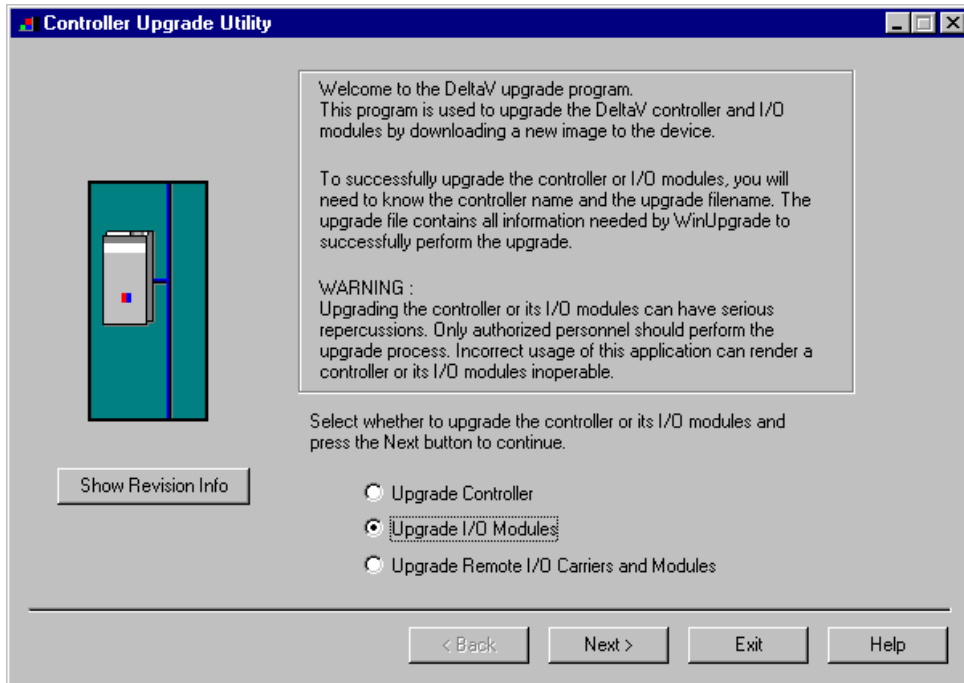 Controller Upgrade Utility
Welcome to the DeltaV upgrade program.
This program is used to upgrade the DeltaV controller and I/O
modules by downloading a new image to the device.
To successfully upgrade the controller or I/O modules, you will
need to know the controller name and the upgrade filename. The
upgrade file contains all information needed by WinUpgrade to
successfully perform the upgrade.
WARNING :
Upgrading the controller or its I/O modules can have serious
repercussions. Only authorized personnel should perform the
upgrade process. Incorrect usage of this application can render a
controller or its I/O modules inoperable.
Select whether to upgrade the controller or its I/O modules and
press the Next button to continue.
Show Revision Info
Upgrade Controller
Upgrade I/O Modules
Upgrade Remote I/O Carriers and Modules
< Back
Next >
Exit
Help